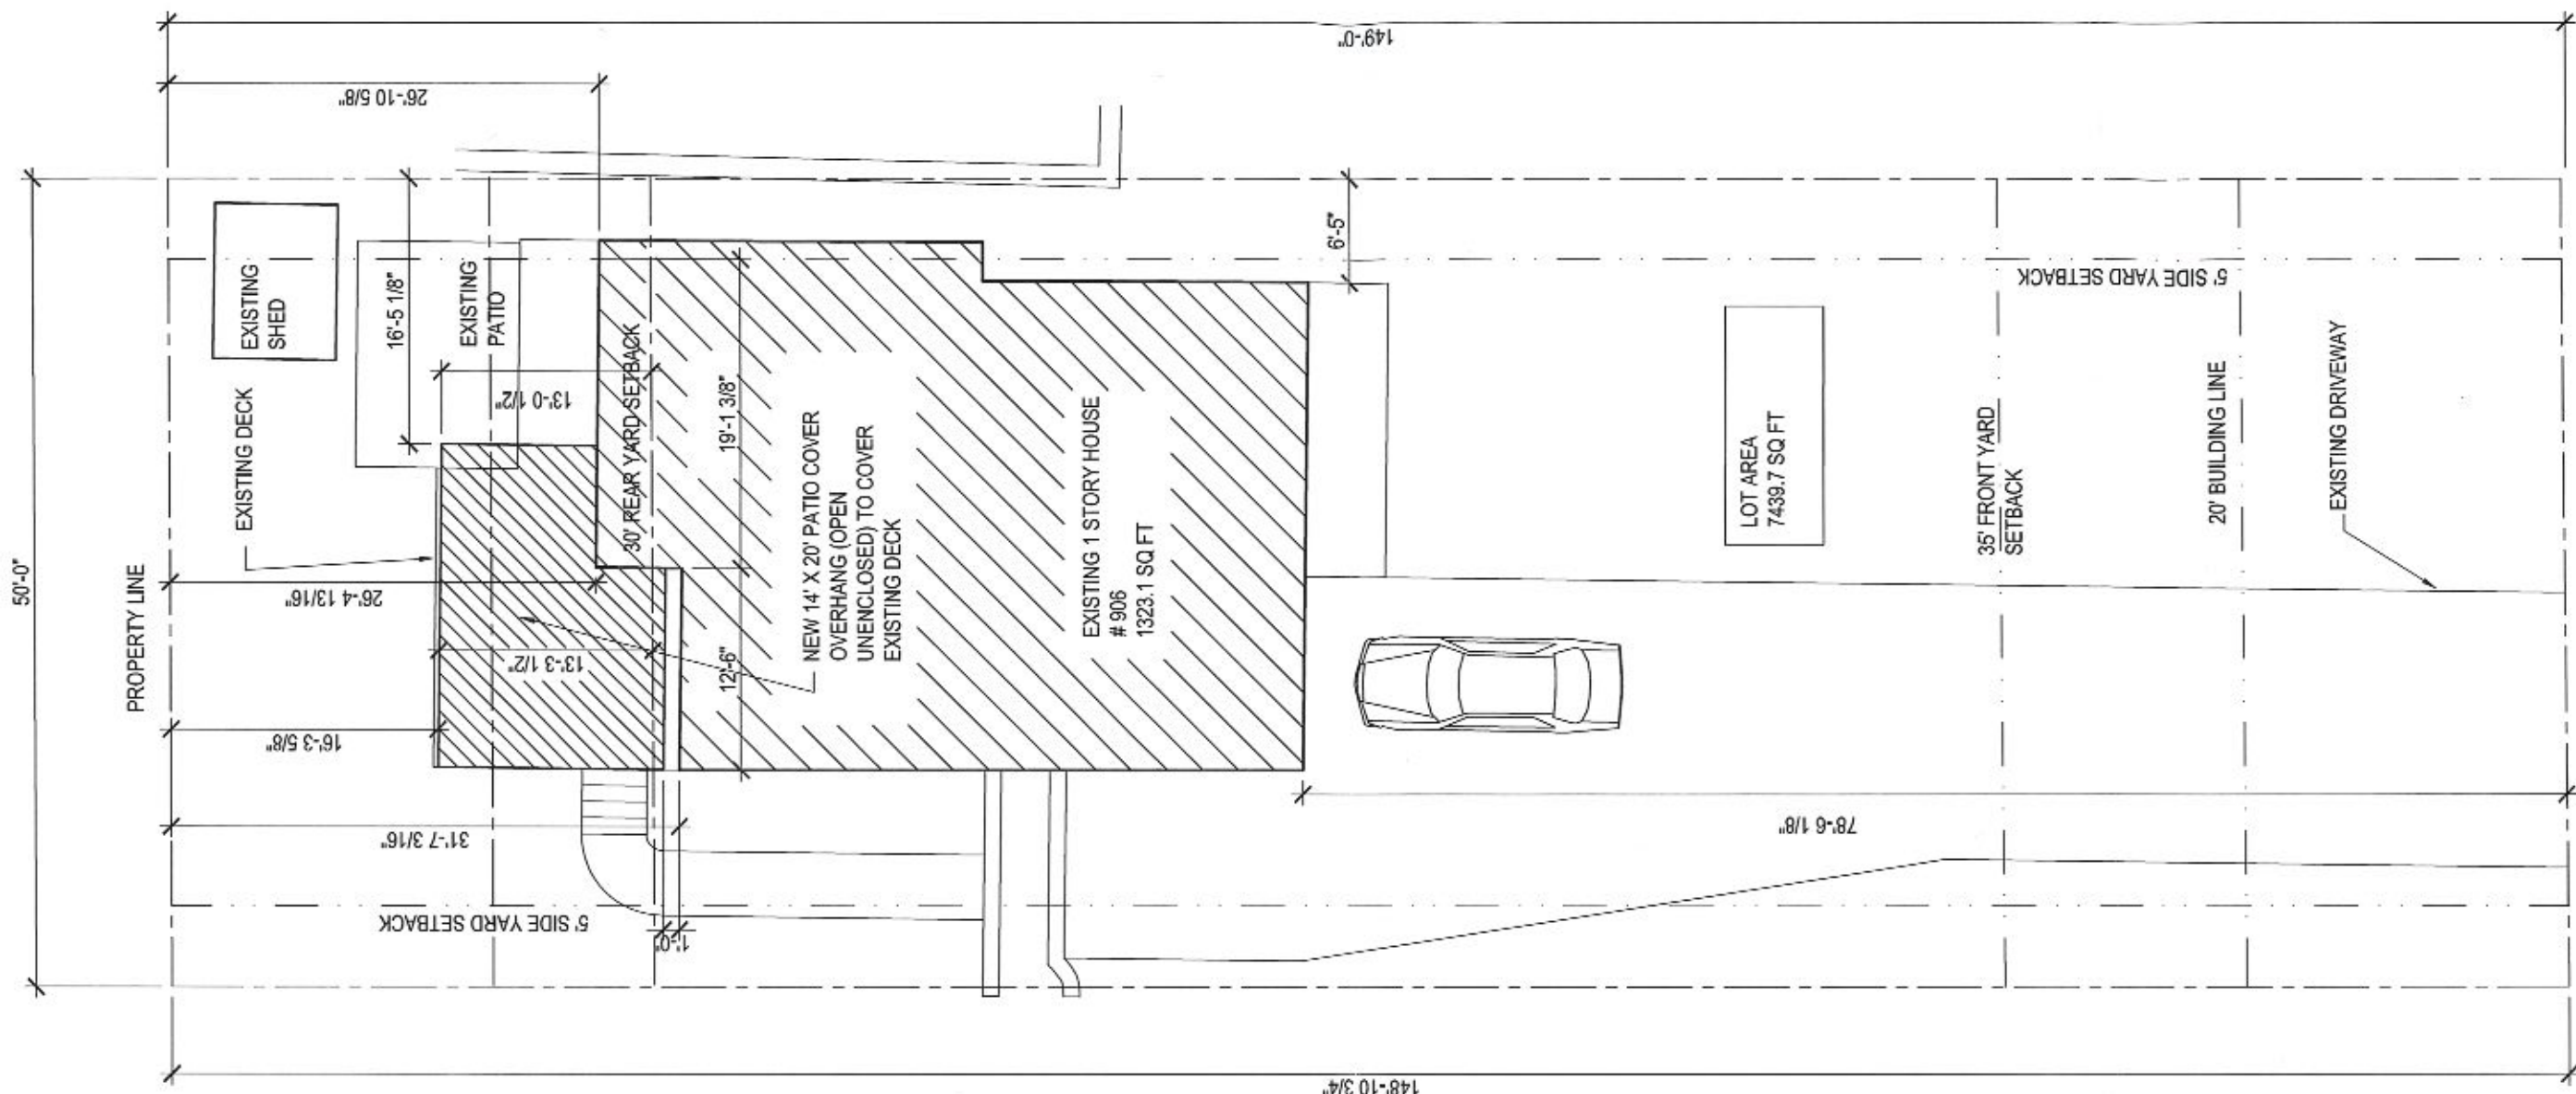 149'-0"
26'-10 5/8"
50'-0"
EXISTING
SHED
16'-5 1/8"
EXISTING
PATIO
6'-5"
5' SIDE YARD SETBACK
EXISTING DECK
13'-0 1/2"
30' REAR YARD SETBACK
19'-1 3/8"
NEW 14' X 20' PATIO COVER
OVERHANG (OPEN
UNENCLOSED) TO COVER
EXISTING DECK
EXISTING 1 STORY HOUSE
# 906
1323.1 SQ FT
LOT AREA
7439.7 SQ FT
35' FRONT YARD
SETBACK
20' BUILDING LINE
EXISTING DRIVEWAY
PROPERTY LINE
26'-4 13/16"
13'-3 1/2"
12'-6"
16'-3 5/8"
31'-7 3/16"
78'-6 1/8"
5' SIDE YARD SETBACK
1'-0"
148'-10 3/4"